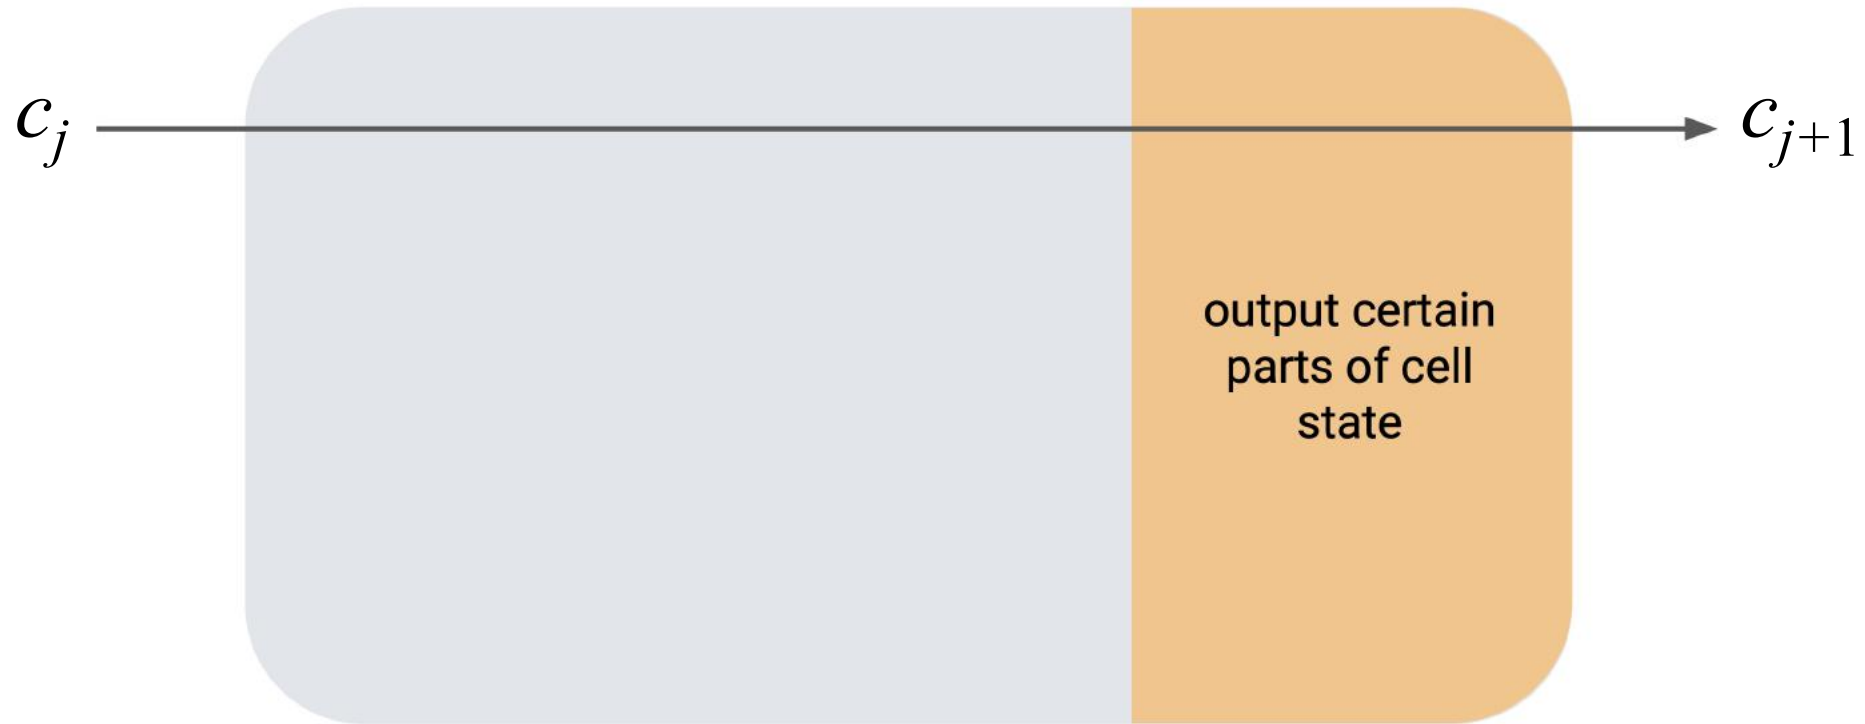 c_j
c_{j+1}
output certain
parts of cell
state